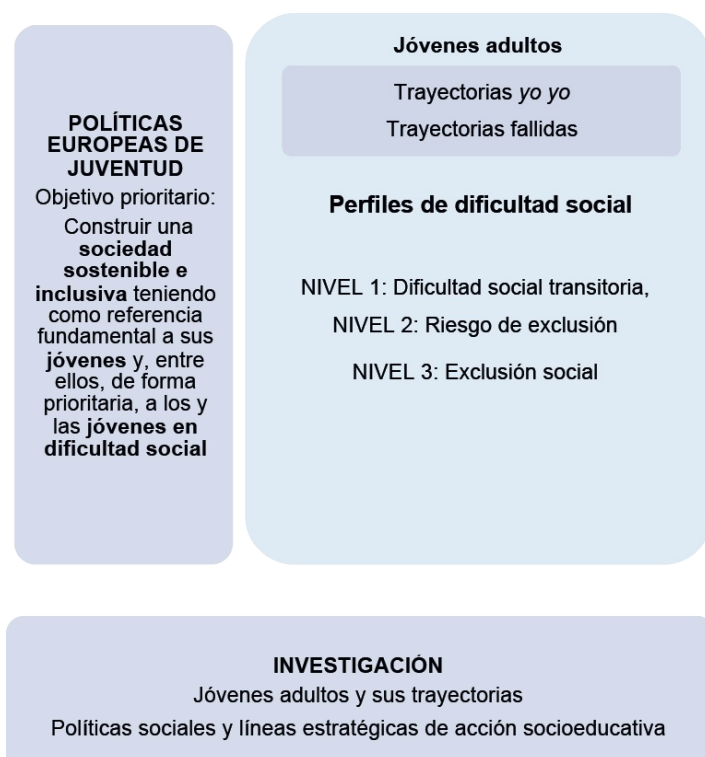 POLÍTICAS
EUROPEAS DE
JUVENTUD
Objetivo prioritario:
Construir una
sociedad
sostenible e
inclusiva teniendo
como referencia
fundamental a sus
jóvenes y, entre
ellos, de forma
prioritaria, a los y
las jóvenes en
dificultad social
Jóvenes adultos
Trayectorias yo yo
Trayectorias fallidas
Perfiles de dificultad social
NIVEL 1: Dificultad social transitoria,
NIVEL 2: Riesgo de exclusión
NIVEL 3: Exclusión social
INVESTIGACIÓN
Jóvenes adultos y sus trayectorias
Políticas sociales y líneas estratégicas de acción socioeducativa